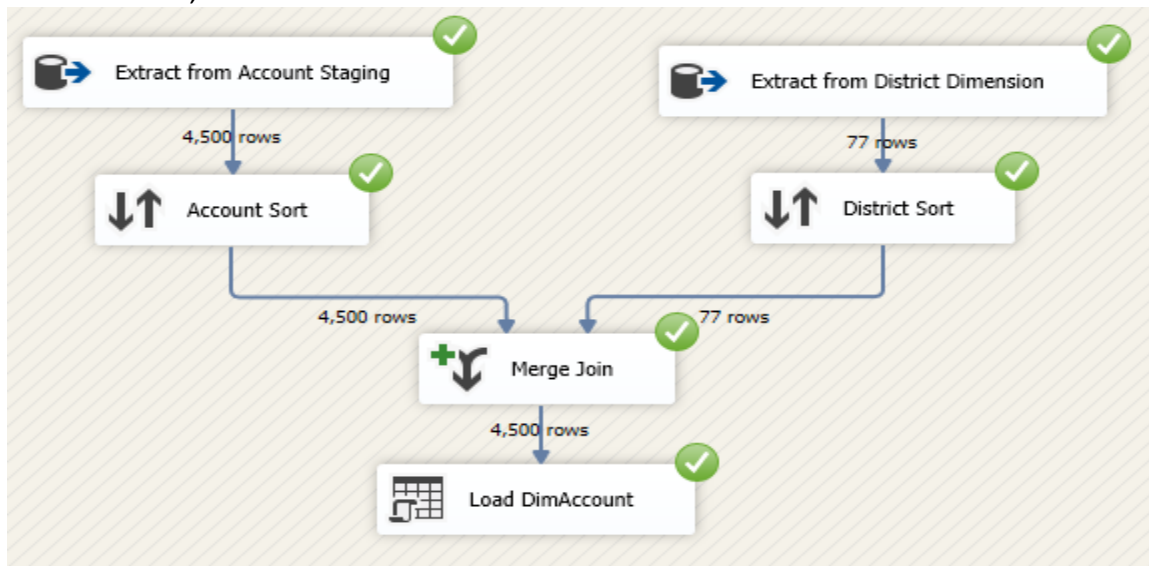 Extract from Account Staging
Extract from District Dimension
4,500 rows
77 rows
Account Sort
District Sort
4,500 rows
77 rows
Merge Join
4,500 rows
Load DimAccount